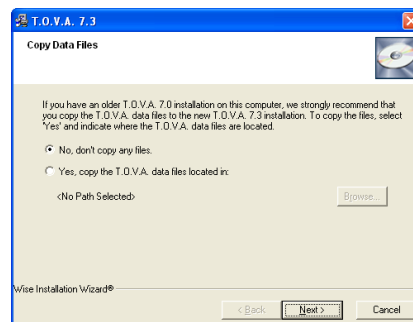 T.O.V.A. 7.3
Copy Data Files
If you have an older T.O.V.A. 7.0 installation on this computer, we strongly recommend that
you copy the T.O.V.A. data files to the new T.O.V.A. 7.3 installation. To copy the files, select
'Yes' and indicate where the T.O.V.A. data files are located.
No, don't copy any files.
Yes, copy the T.O.V.A. data files located in:
<No Path Selected>
Browse...
Wise Installation Wizard®
< Back
Next >
Cancel